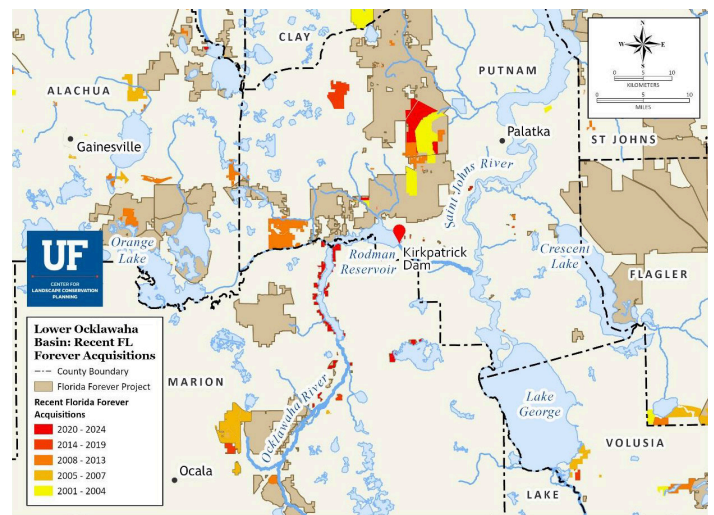 CLAY
PUTNAM
N
W E
S
0 5 10
KILOMETERS
0 5 10
MILES
ALACHUA
Gainesville
Palatka
ST JOHNS
Saint Johns River
Orange
Lake
UF
CENTER FOR
LANDSCAPE CONSERVATION
PLANNING
Rodman
Reservoir
Kirkpatrick
Dam
Crescent
Lake
FLAGLER
Lower Ocklawaha
Basin: Recent FL
Forever Acquisitions
County Boundary
Florida Forever Project
Recent Florida Forever
Acquisitions
2020 - 2024
2014 - 2019
2008 - 2013
2005 - 2007
2001 - 2004
MARION
Ocklawaha River
Ocala
Lake
George
VOLUSIA
LAKE